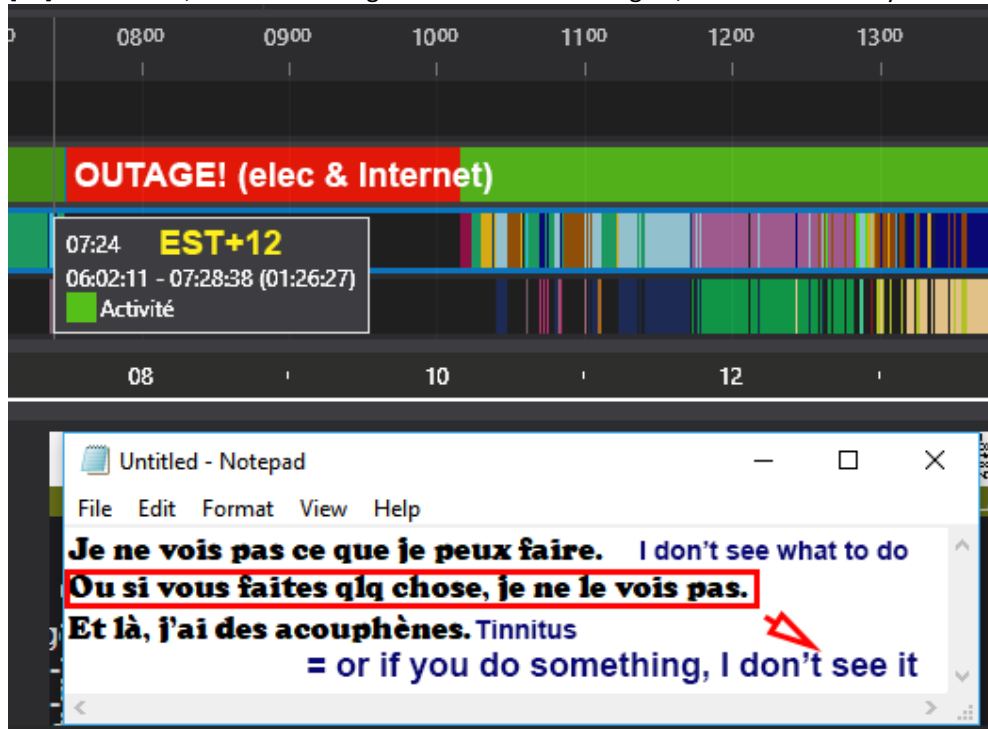 0800 0900 1000 1100 1200 1300
OUTAGE! (elec & Internet)
07:24 EST+12
06:02:11 - 07:28:38 (01:26:27)
Activité
08 10 12
Untitled - Notepad
File Edit Format View Help
Je ne vois pas ce que je peux faire. I don't see what to do
Ou si vous faites qlq chose, je ne le vois pas.
Et là, j'ai des acouphènes. Tinnitus
= or if you do something, I don't see it